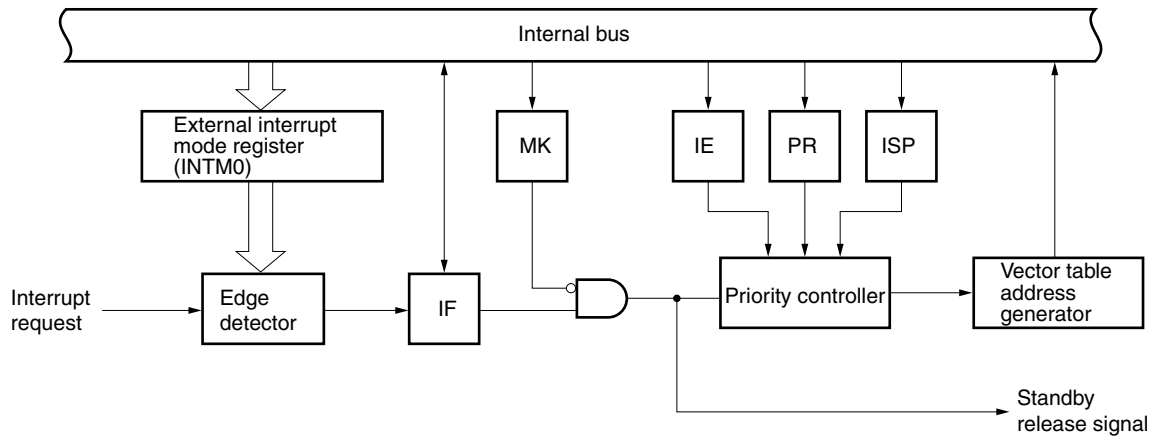 Internal bus
External interrupt
mode register
(INTM0)
MK
IE
PR
ISP
Interrupt
request
Edge
detector
IF
Priority controller
Vector table
address
generator
Standby
release signal